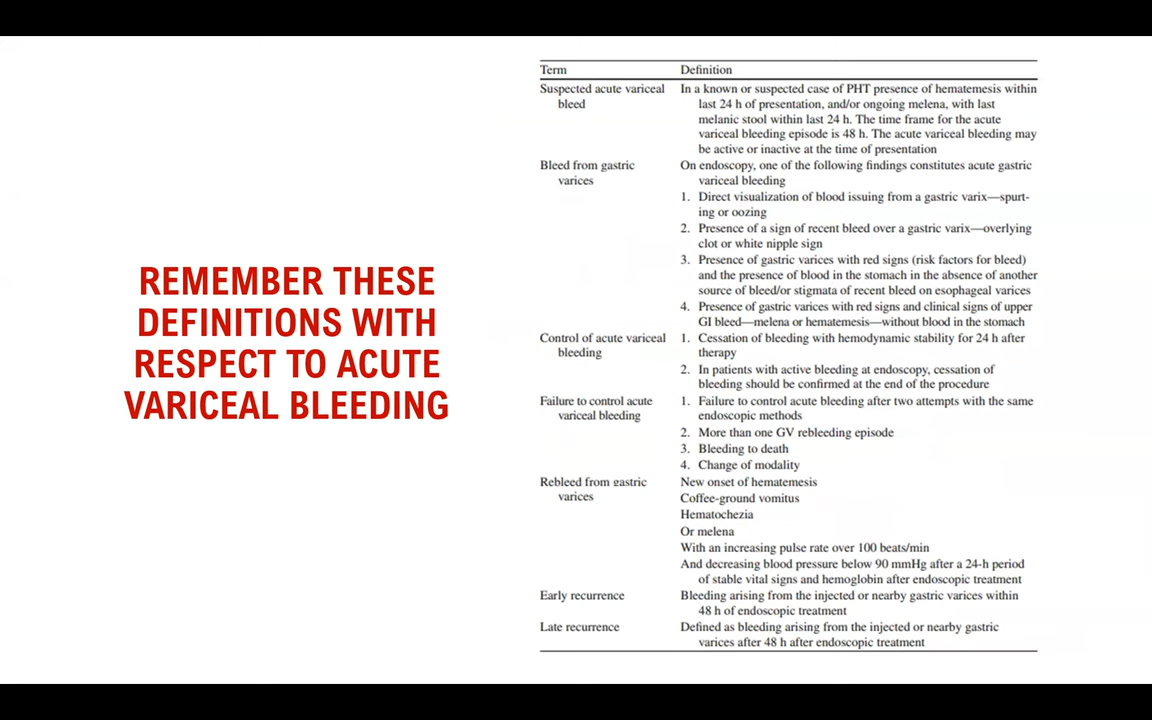 REMEMBER THESE
DEFINITIONS WITH
RESPECT TO ACUTE
VARICEAL BLEEDING
Term Definition
Suspected acute variceal bleed
In a known or suspected case of PHT presence of hematemesis within
last 24 h of presentation, and/or ongoing melena, with last
melanic stool within last 24 h. The time frame for the acute
variceal bleeding episode is 48 h. The acute variceal bleeding may
be active or inactive at the time of presentation
Bleed from gastric
varices
On endoscopy, one of the following findings constitutes acute gastric
variceal bleeding
1. Direct visualization of blood issuing from a gastric varix—spurt-
ing or oozing
2. Presence of a sign of recent bleed over a gastric varix—overlying
clot or white nipple sign
3. Presence of gastric varices with red signs (risk factors for bleed)
and the presence of blood in the stomach in the absence of another
source of bleed/or stigmata of recent bleed on esophageal varices
4. Presence of gastric varices with red signs and clinical signs of upper
GI bleed—melena or hematemesis—without blood in the stomach
Control of acute variceal
bleeding
1. Cessation of bleeding with hemodynamic stability for 24 h after
therapy
2. In patients with active bleeding at endoscopy, cessation of
bleeding should be confirmed at the end of the procedure
Failure to control acute
variceal bleeding
1. Failure to control acute bleeding after two attempts with the same
endoscopic methods
2. More than one GV rebleeding episode
3. Bleeding to death
4. Change of modality
Rebleed from gastric
varices
New onset of hematemesis
Coffee-ground vomitus
Hematochezia
Or melena
With an increasing pulse rate over 100 beats/min
And decreasing blood pressure below 90 mmHg after a 24-h period
of stable vital signs and hemoglobin after endoscopic treatment
Early recurrence
Bleeding arising from the injected or nearby gastric varices within
48 h of endoscopic treatment
Late recurrence
Defined as bleeding arising from the injected or nearby gastric
varices after 48 h after endoscopic treatment